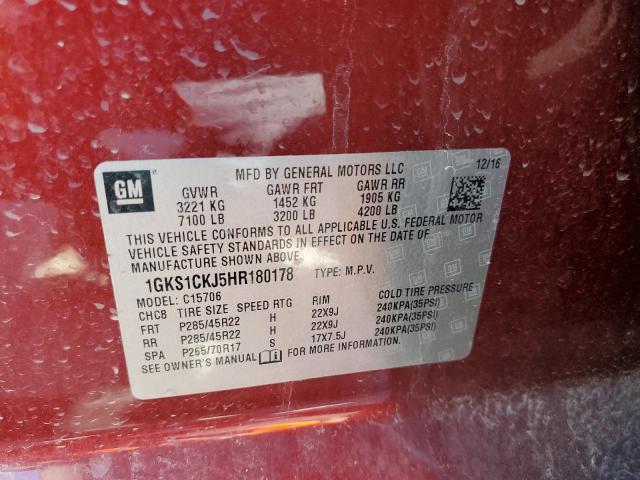 GM
MFD BY GENERAL MOTORS LLC
12/16
GVWR GAWR FRT GAWR RR
3221 KG 1452 KG 1905 KG
7100 LB 3200 LB 4200 LB
THIS VEHICLE CONFORMS TO ALL APPLICABLE U.S. FEDERAL MOTOR
VEHICLE SAFETY STANDARDS IN EFFECT ON THE DATE OF
MANUFACTURE SHOWN ABOVE.
1GKS1CKJ5HR180178 TYPE: M.P.V.
MODEL: C15706
CHCB TIRE SIZE SPEED RTG RIM COLD TIRE PRESSURE
FRT P285/45R22 H 22X9J 240KPA(35PSI)
RR P285/45R22 H 22X9J 240KPA(35PSI)
SPA P265/70R17 S 17X7.5J 240KPA(35PSI)
SEE OWNER'S MANUAL FOR MORE INFORMATION.